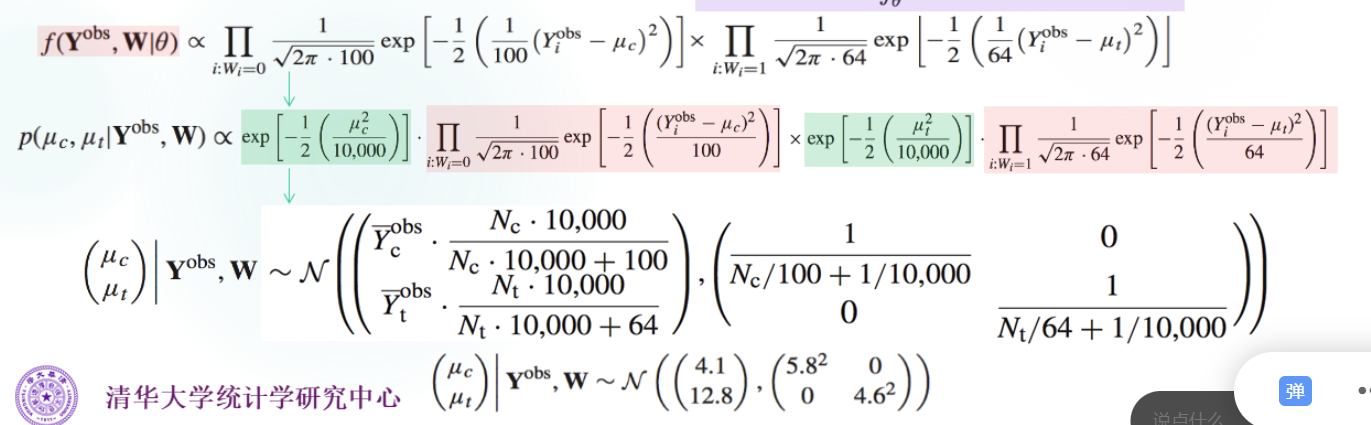 f(Y^obs, W|θ) ∝ ∏_{i:W_i=0} 1/√(2π · 100) exp[−1/2 (1/100 (Y_i^obs − μ_c)^2)] × ∏_{i:W_i=1} 1/√(2π · 64) exp[−1/2 (1/64 (Y_i^obs − μ_t)^2)]
p(μ_c, μ_t|Y^obs, W) ∝ exp[−1/2 (μ_c^2/10,000)] · ∏_{i:W_i=0} 1/√(2π · 100) exp[−1/2 ((Y_i^obs − μ_c)^2/100)] × exp[−1/2 (μ_t^2/10,000)] · ∏_{i:W_i=1} 1/√(2π · 64) exp[−1/2 ((Y_i^obs − μ_t)^2/64)]
(μ_c; μ_t) | Y^obs, W ∼ N((Y̅_c^obs · N_c · 10,000/(N_c · 10,000 + 100); Y̅_t^obs · N_t · 10,000/(N_t · 10,000 + 64)), (1/(N_c/100 + 1/10,000) 0; 0 1/(N_t/64 + 1/10,000)))
(μ_c; μ_t) | Y^obs, W ∼ N((4.1; 12.8), (5.8^2 0; 0 4.6^2))
清华大学统计学研究中心
弹
说点什么